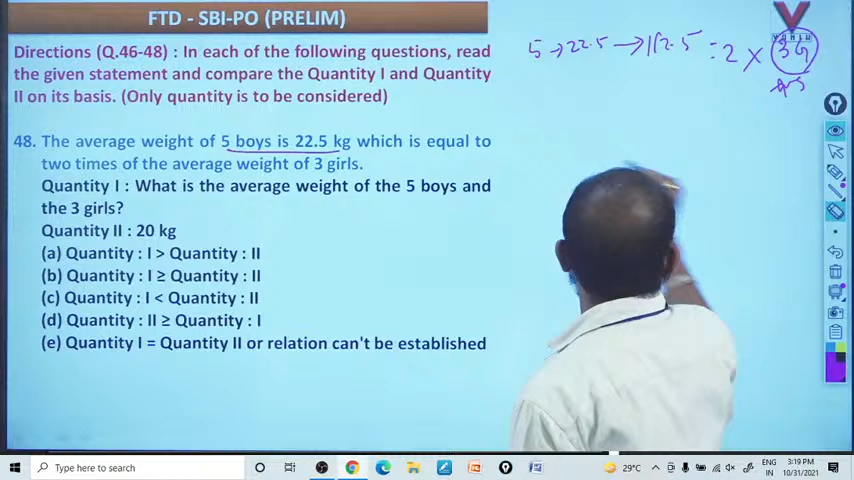 FTD - SBI-PO (PRELIM)
Directions (Q.46-48) : In each of the following questions, read
the given statement and compare the Quantity I and Quantity
II on its basis. (Only quantity is to be considered)
48. The average weight of 5 boys is 22.5 kg which is equal to
two times of the average weight of 3 girls.
Quantity I : What is the average weight of the 5 boys and
the 3 girls?
Quantity II : 20 kg
(a) Quantity : I > Quantity : II
(b) Quantity : I ≥ Quantity : II
(c) Quantity : I < Quantity : II
(d) Quantity : II ≥ Quantity : I
(e) Quantity I = Quantity II or relation can't be established
5 → 22.5 → 112.5 = 2 × 3G
Type here to search
29°C
ENG
IN
3:19 PM
10/31/2021